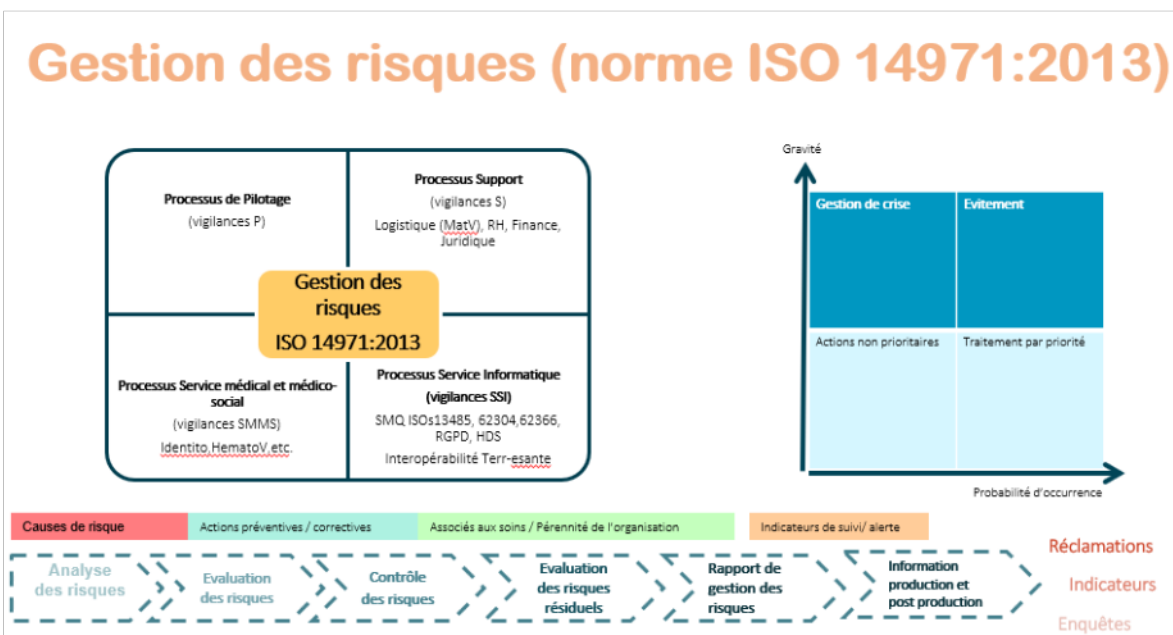 Gestion des risques (norme ISO 14971:2013)
Processus de Pilotage
(vigilances P)
Processus Support
(vigilances S)
Logistique (MatV), RH, Finance,
Juridique
Gestion des
risques
ISO 14971:2013
Processus Service médical et médico-
social
(vigilances SMMS)
Identito,HematoV,etc.
Processus Service Informatique
(vigilances SSI)
SMQ ISOs13485, 62304,62366,
RGPD, HDS
Interopérabilité Terr-esante
Gravité
Gestion de crise
Evitement
Actions non prioritaires
Traitement par priorité
Probabilité d'occurrence
Causes de risque
Actions préventives / correctives
Associés aux soins / Pérennité de l'organisation
Indicateurs de suivi/ alerte
Analyse
des risques
Evaluation
des risques
Contrôle
des risques
Evaluation
des risques
résiduels
Rapport de
gestion des
risques
Information
production et
post production
Réclamations
Indicateurs
Enquêtes